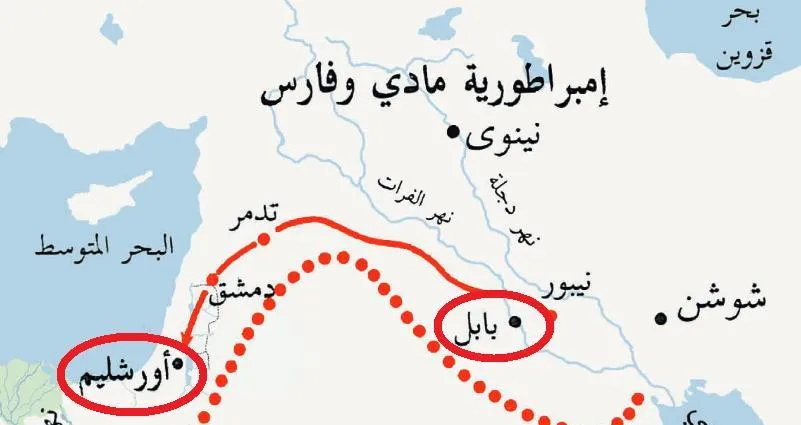 بحر
قزوين
إمبراطورية مادي وفارس
نينوى
نهر دجلة
نهر الفرات
تدمر
البحر المتوسط
دمشق
نيبور
شوشن
بابل
أورشليم